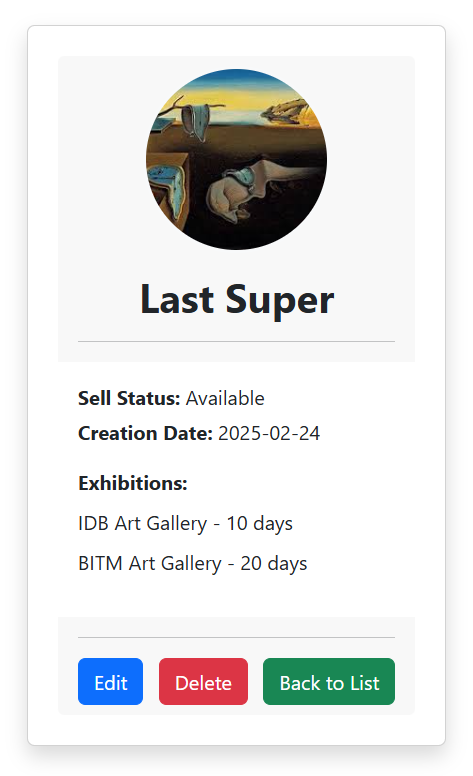 Last Super
Sell Status: Available
Creation Date: 2025-02-24
Exhibitions:
IDB Art Gallery - 10 days
BITM Art Gallery - 20 days
Edit Delete Back to List